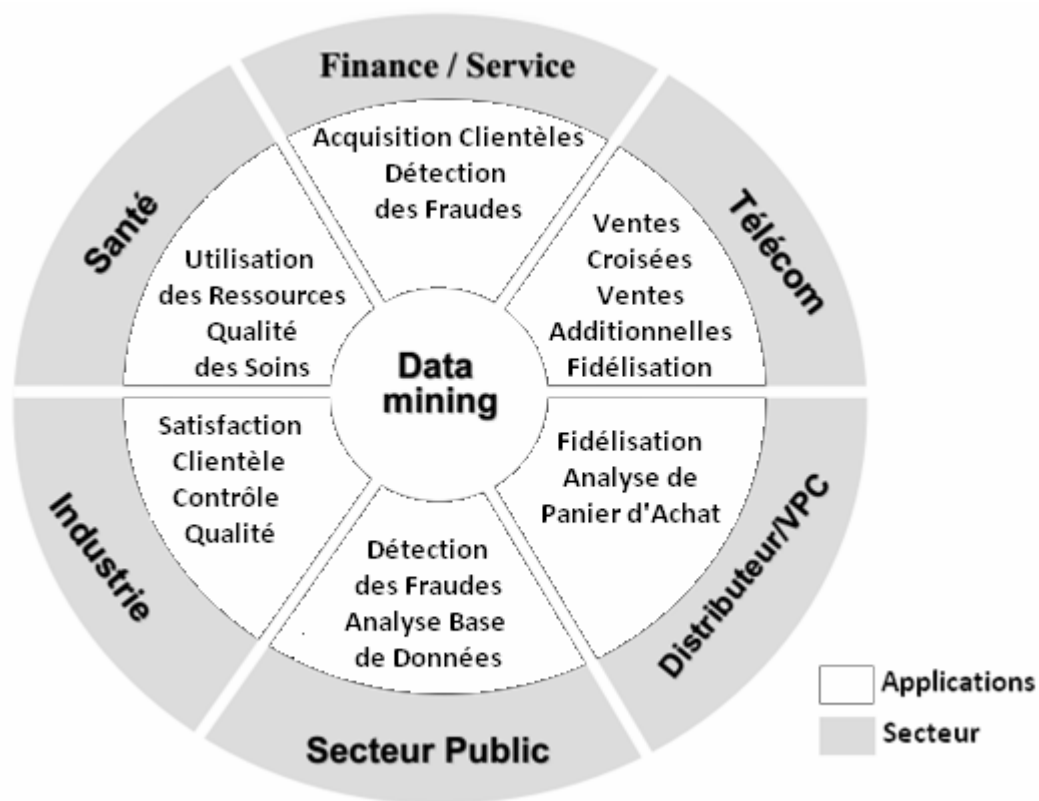 Finance / Service
Acquisition Clientèles
Détection
des Fraudes
Télécom
Ventes
Croisées
Ventes
Additionnelles
Fidélisation
Distributeur/VPC
Fidélisation
Analyse de
Panier d'Achat
Secteur Public
Détection
des Fraudes
Analyse Base
de Données
Industrie
Satisfaction
Clientèle
Contrôle
Qualité
Santé
Utilisation
des Ressources
Qualité
des Soins
Data
mining
Applications
Secteur